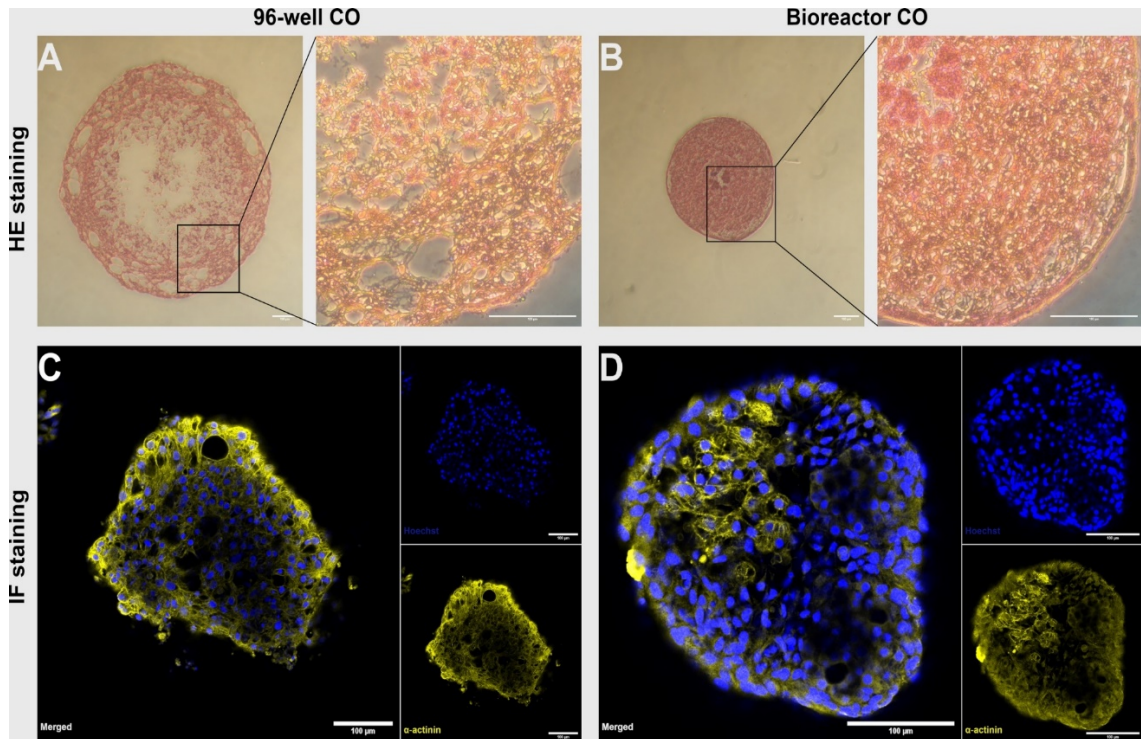 96-well CO
Bioreactor CO
HE staining
A
B
IF staining
C
Hoechst
100 µm
Merged
100 µm
α-actinin
100 µm
D
Hoechst
100 µm
Merged
100 µm
α-actinin
100 µm